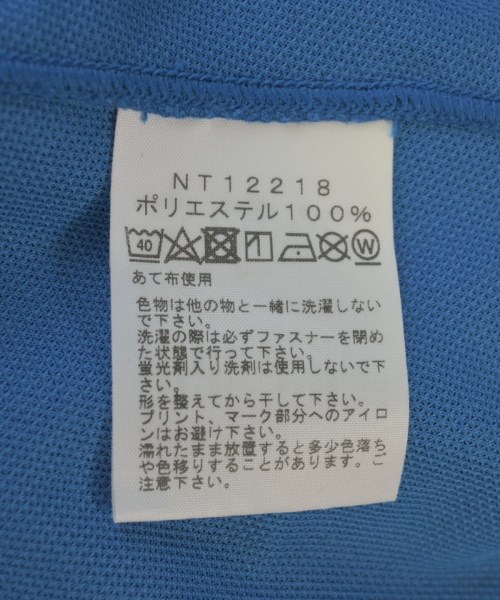 NT12218
ポリエステル100%
40 W
あて布使用
色物は他の物と一緒に洗濯しない
で下さい。
洗濯の際は必ずファスナーを閉め
た状態で行って下さい。
蛍光剤入り洗剤は使用しないで下
さい。
形を整えてから干して下さい。
プリント、マーク部分へのアイロ
ンはお避け下さい。
濡れたまま放置すると多少色落ち
や色移りすることがあります。ご
注意下さい。